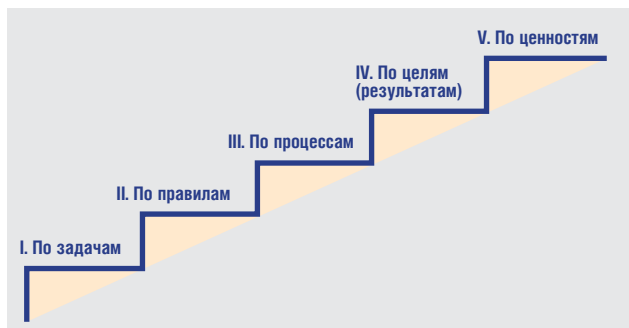 V. По ценностям
IV. По целям
(результатам)
III. По процессам
II. По правилам
I. По задачам